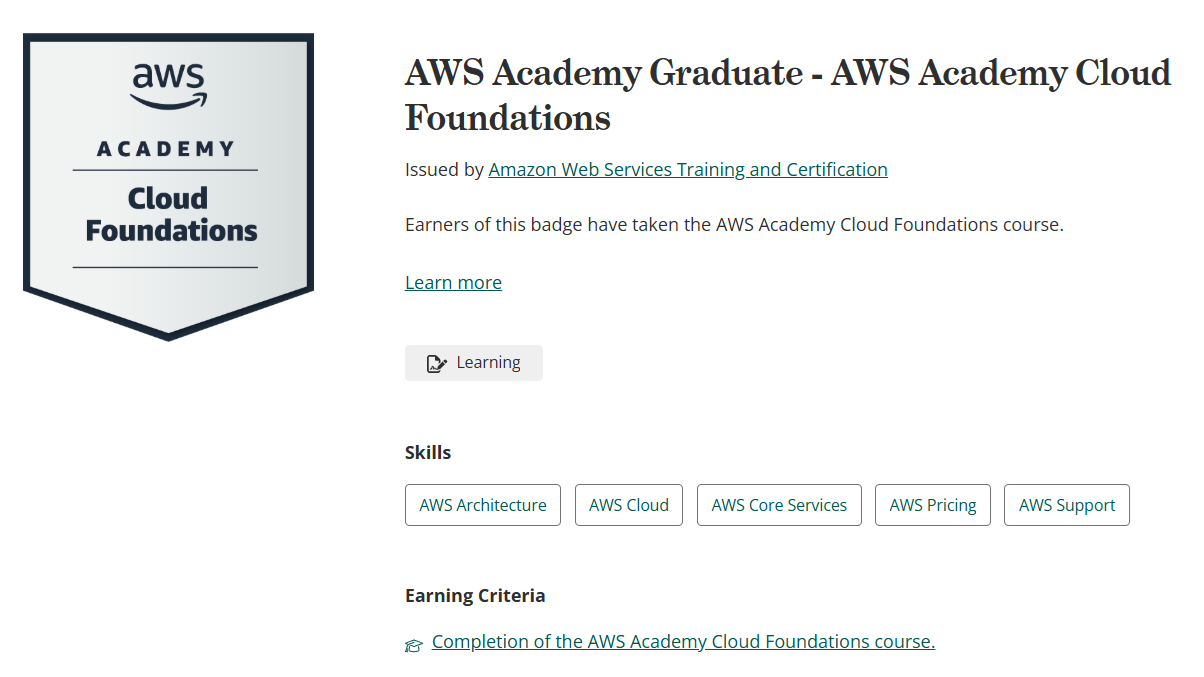 aws
ACADEMY
Cloud
Foundations
AWS Academy Graduate - AWS Academy Cloud
Foundations
Issued by Amazon Web Services Training and Certification
Earners of this badge have taken the AWS Academy Cloud Foundations course.
Learn more
Learning
Skills
AWS Architecture
AWS Cloud
AWS Core Services
AWS Pricing
AWS Support
Earning Criteria
Completion of the AWS Academy Cloud Foundations course.